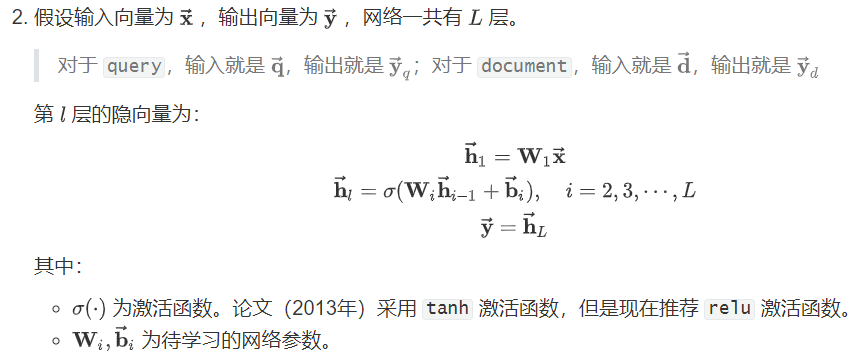 2. 假设输入向量为 $\vec{\mathbf{x}}$ ，输出向量为 $\vec{\mathbf{y}}$ ，网络一共有 $L$ 层。
对于 query，输入就是 $\vec{\mathbf{q}}$，输出就是 $\vec{\mathbf{y}}_q$；对于 document，输入就是 $\vec{\mathbf{d}}$，输出就是 $\vec{\mathbf{y}}_d$
第 $l$ 层的隐向量为：
$\vec{\mathbf{h}}_1 = \mathbf{W}_1\vec{\mathbf{x}}$
$\vec{\mathbf{h}}_l = \sigma(\mathbf{W}_i\vec{\mathbf{h}}_{i-1} + \vec{\mathbf{b}}_i), \quad i = 2, 3, \cdots, L$
$\vec{\mathbf{y}} = \vec{\mathbf{h}}_L$
其中：
◦ $\sigma(\cdot)$ 为激活函数。论文（2013年）采用 tanh 激活函数，但是现在推荐 relu 激活函数。
◦ $\mathbf{W}_i, \vec{\mathbf{b}}_i$ 为待学习的网络参数。